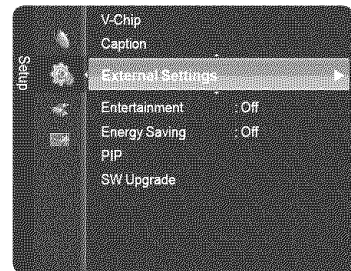 Setup
V-Chip
Caption
External Settings
Entertainment : Off
Energy Saving : Off
PIP
SW Upgrade